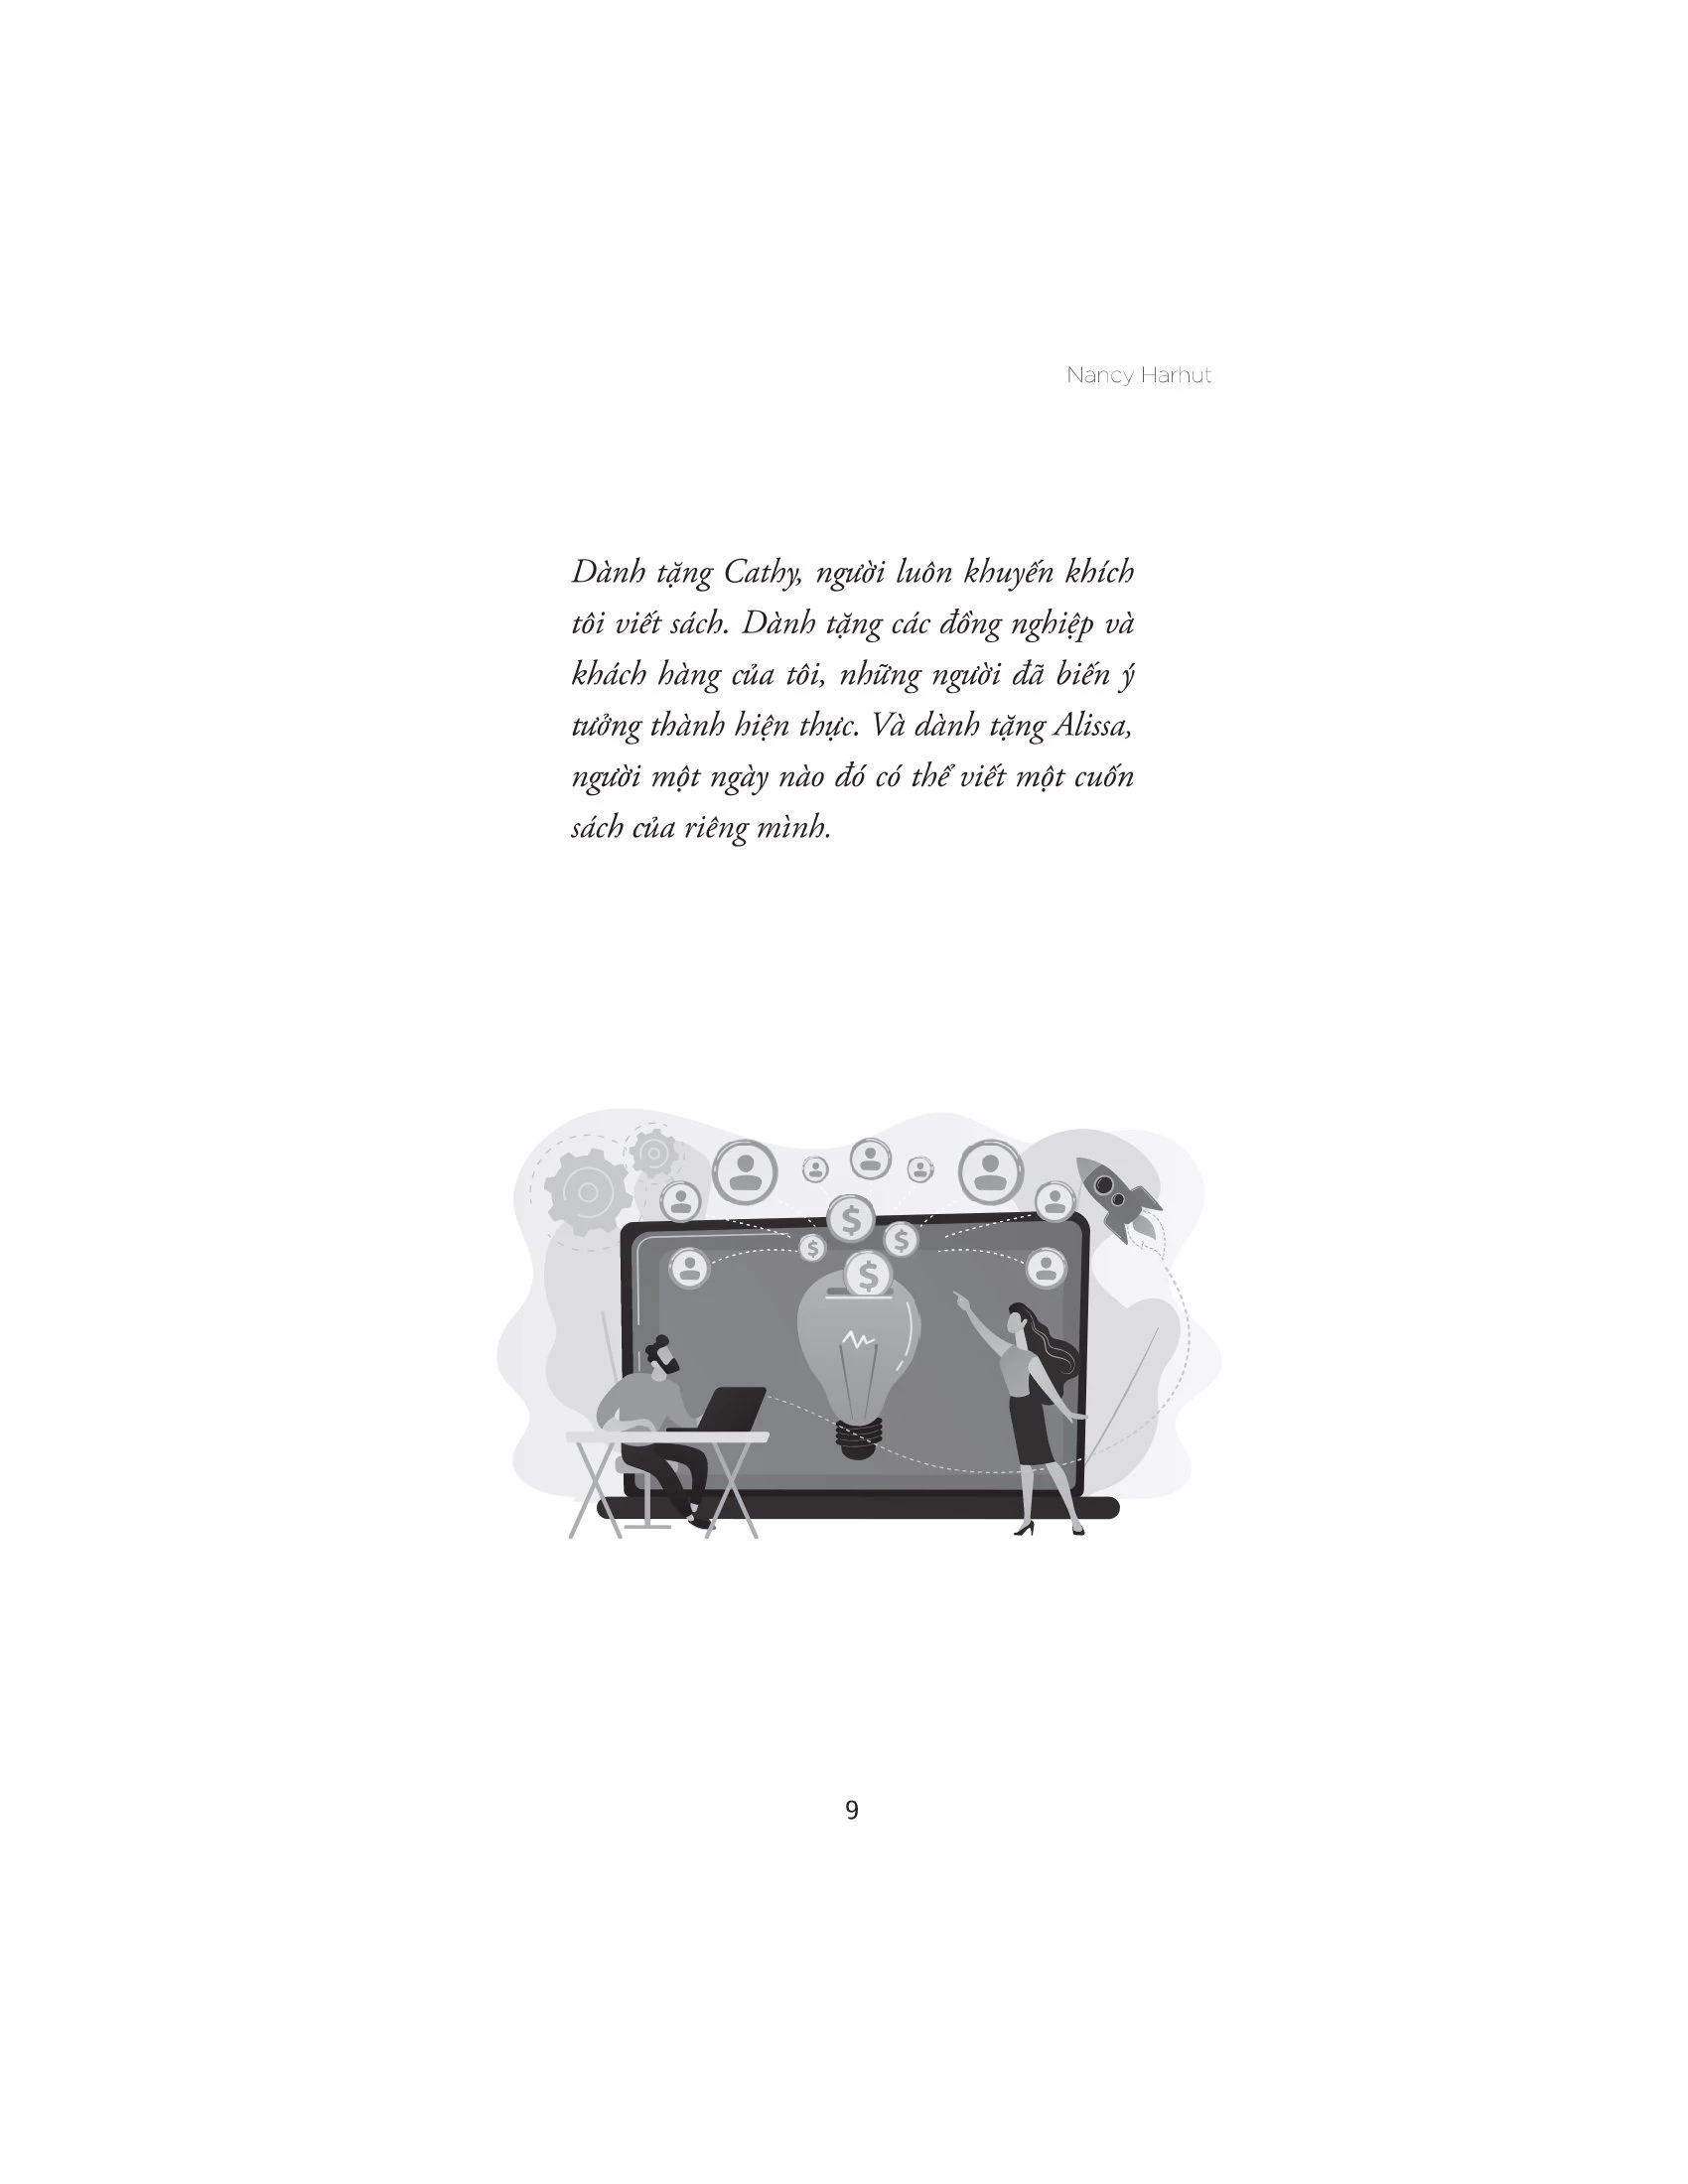 Nancy Harhut
Dành tặng Cathy, người luôn khuyến khích
tôi viết sách. Dành tặng các đồng nghiệp và
khách hàng của tôi, những người đã biến ý
tưởng thành hiện thực. Và dành tặng Alissa,
người một ngày nào đó có thể viết một cuốn
sách của riêng mình.
$
$
$
$
9